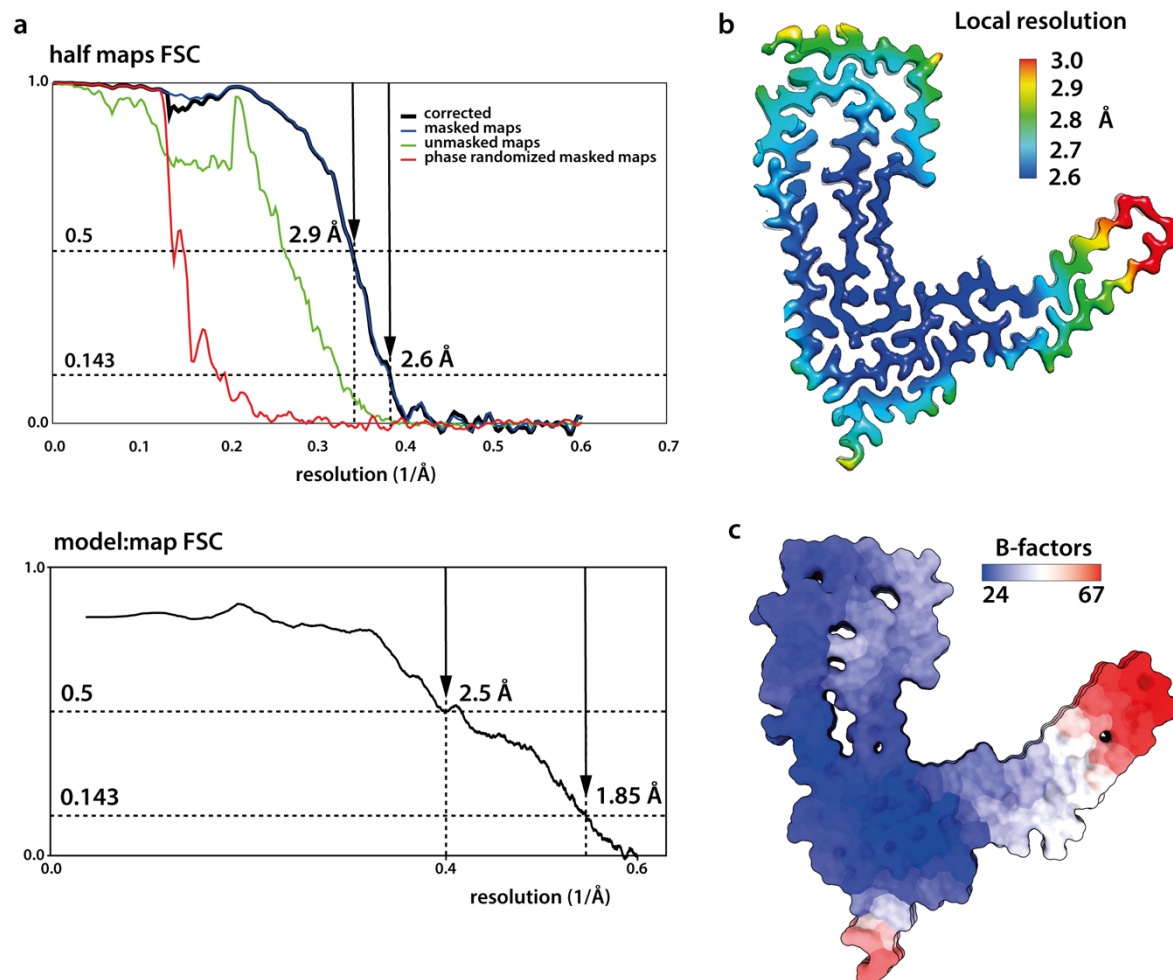 a
half maps FSC
1.0
corrected
masked maps
unmasked maps
phase randomized masked maps
0.5
2.9 Å
0.143
2.6 Å
0.0
0.0 0.1 0.2 0.3 0.4 0.5 0.6 0.7
resolution (1/Å)
model:map FSC
1.0
0.5
2.5 Å
0.143
1.85 Å
0.0
0.0 0.4 0.6
resolution (1/Å)
b
Local resolution
3.0
2.9
2.8 Å
2.7
2.6
c
B-factors
24 67